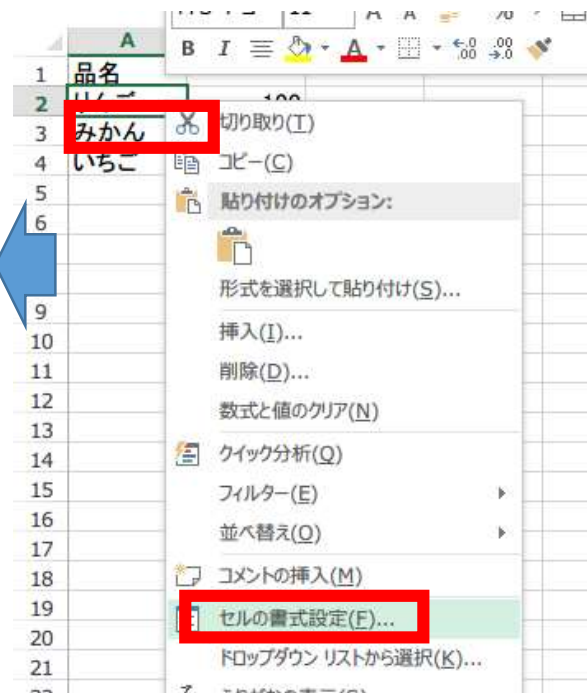 A
B I A
1 品名
2 りんご 100
3 みかん
4 いちご
5
6
9
10
11
12
13
14
15
16
17
18
19
20
21
切り取り(T)
コピー(C)
貼り付けのオプション:
形式を選択して貼り付け(S)...
挿入(I)...
削除(D)...
数式と値のクリア(N)
クイック分析(Q)
フィルター(E)
並べ替え(O)
コメントの挿入(M)
セルの書式設定(F)...
ドロップダウン リストから選択(K)...